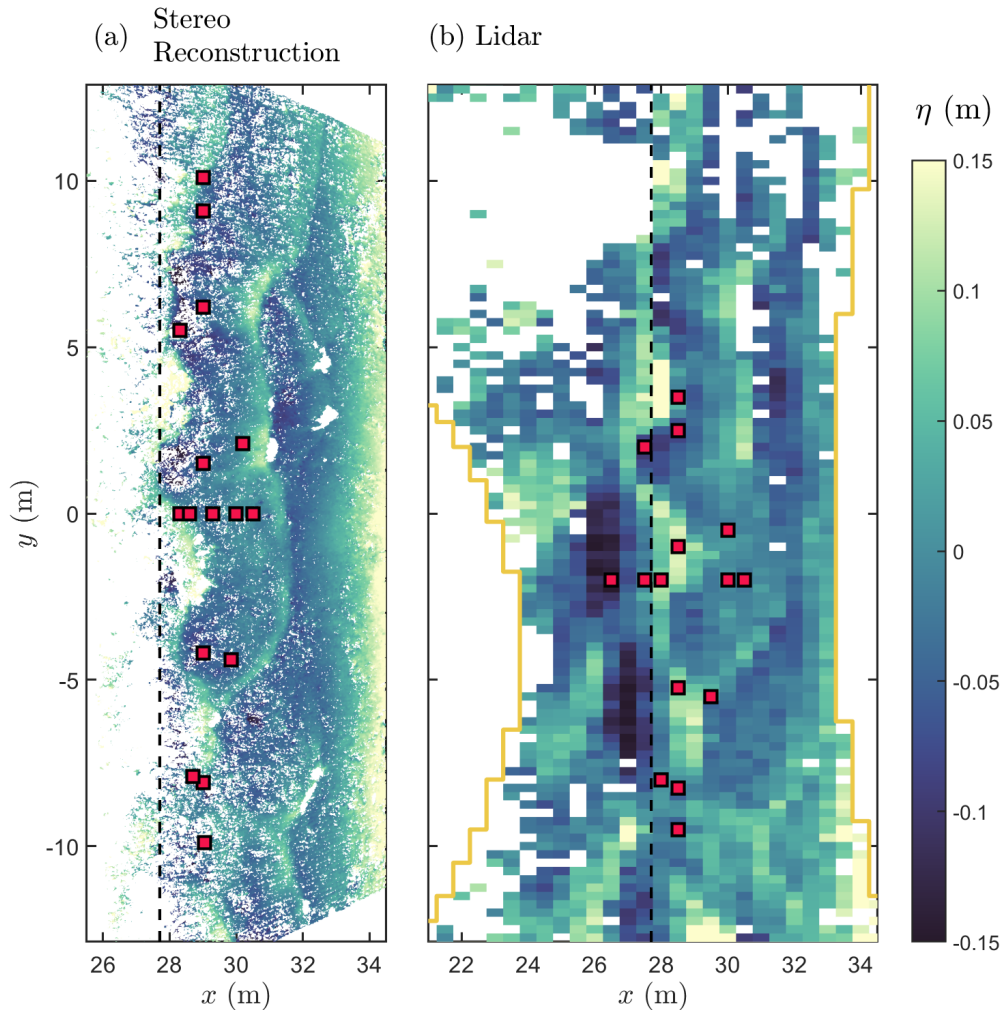 (a) Stereo
Reconstruction
(b) Lidar
η (m)
10
5
0
-5
-10
y (m)
26 28 30 32 34
x (m)
22 24 26 28 30 32 34
x (m)
0.15
0.1
0.05
0
-0.05
-0.1
-0.15